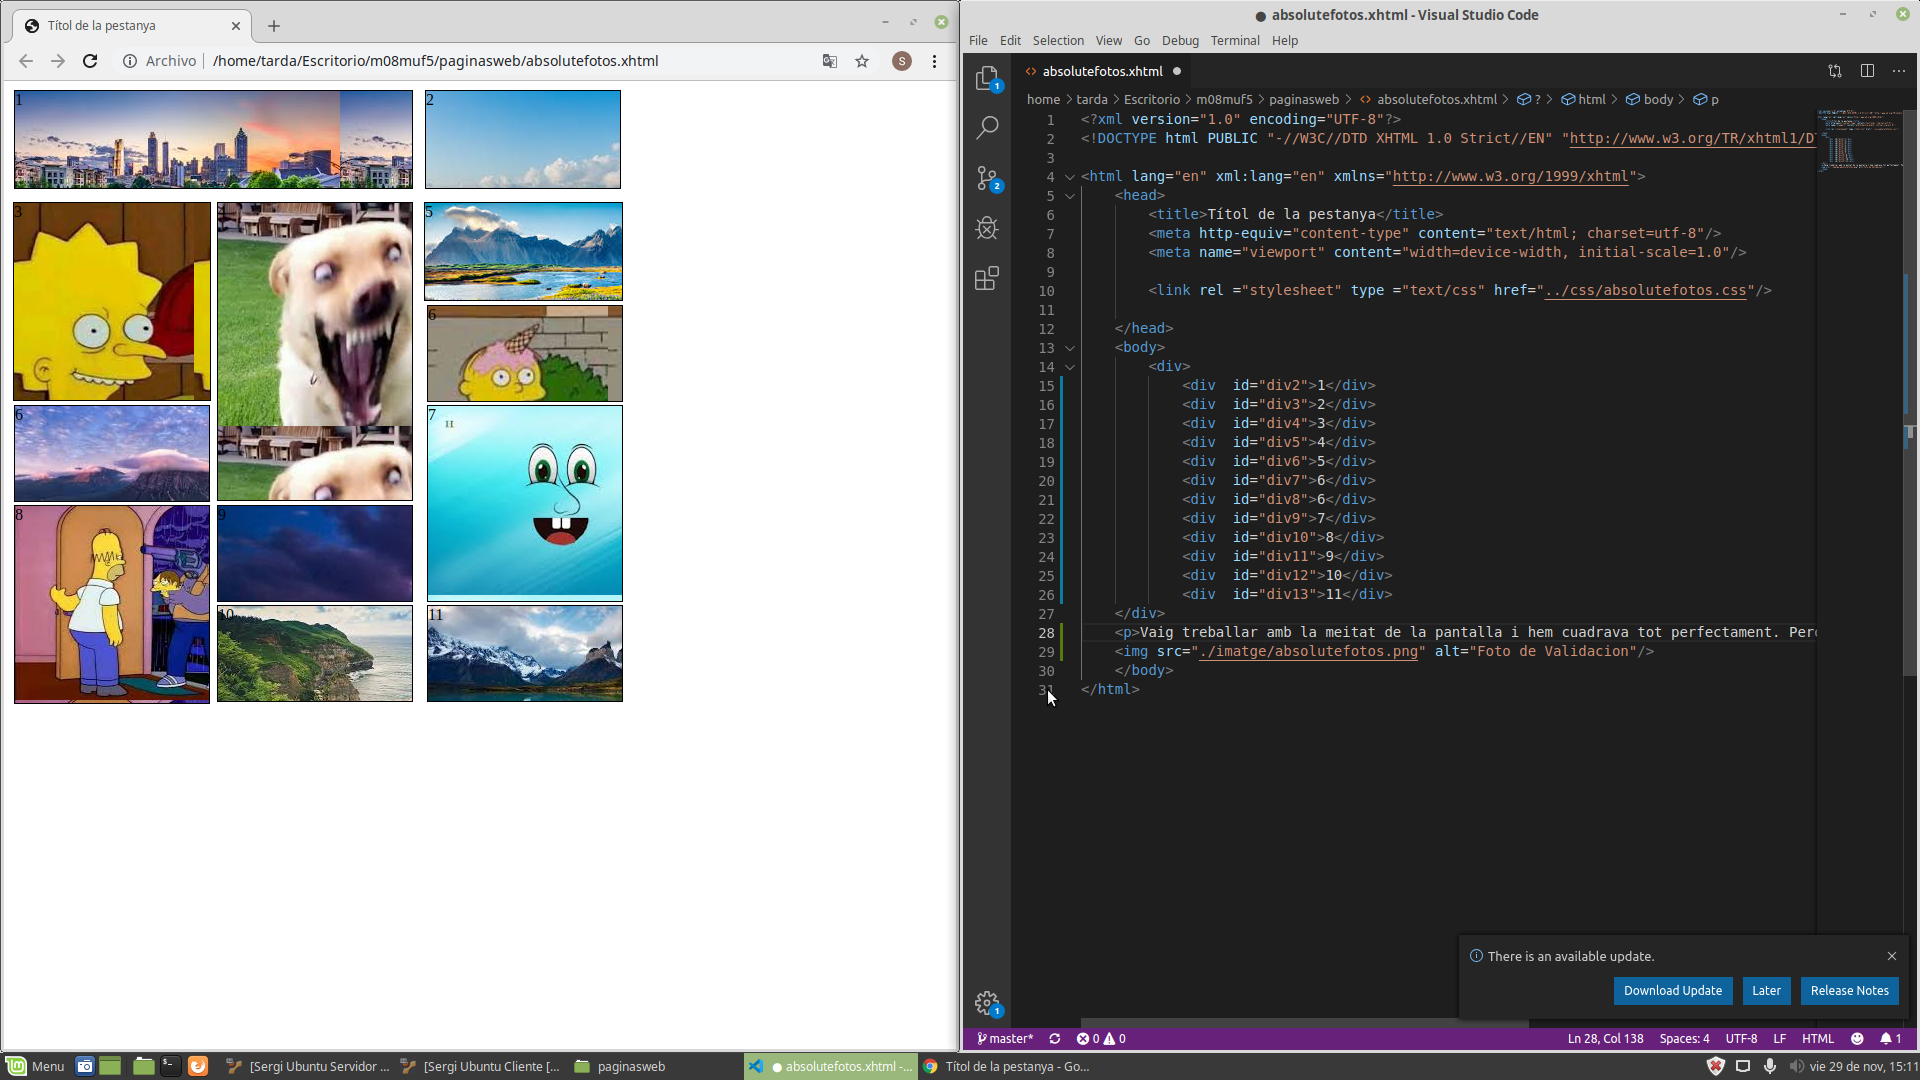 Títol de la pestanya
Archivo
/home/tarda/Escritorio/m08muf5/paginasweb/absolutefotos.xhtml
S
1
2
3
5
6
6
7
11
8
9
10
11
● absolutefotos.xhtml - Visual Studio Code
File Edit Selection View Go Debug Terminal Help
absolutefotos.xhtml
home > tarda > Escritorio > m08muf5 > paginasweb > absolutefotos.xhtml > ? > html > body > p
1 <?xml version="1.0" encoding="UTF-8"?>
2 <!DOCTYPE html PUBLIC "-//W3C//DTD XHTML 1.0 Strict//EN" "http://www.w3.org/TR/xhtml1/D
3
4 <html lang="en" xml:lang="en" xmlns="http://www.w3.org/1999/xhtml">
5 <head>
6 <title>Títol de la pestanya</title>
7 <meta http-equiv="content-type" content="text/html; charset=utf-8"/>
8 <meta name="viewport" content="width=device-width, initial-scale=1.0"/>
9
10 <link rel ="stylesheet" type ="text/css" href="../css/absolutefotos.css"/>
11
12 </head>
13 <body>
14 <div>
15 <div  id="div2">1</div>
16 <div  id="div3">2</div>
17 <div  id="div4">3</div>
18 <div  id="div5">4</div>
19 <div  id="div6">5</div>
20 <div  id="div7">6</div>
21 <div  id="div8">6</div>
22 <div  id="div9">7</div>
23 <div  id="div10">8</div>
24 <div  id="div11">9</div>
25 <div  id="div12">10</div>
26 <div  id="div13">11</div>
27 </div>
28 <p>Vaig treballar amb la meitat de la pantalla i hem cuadrava tot perfectament. Perc
29 <img src="./imatge/absolutefotos.png" alt="Foto de Validacion"/>
30 </body>
31 </html>
1
2
1
There is an available update.
Download Update Later Release Notes
master* 0 0 Ln 28, Col 138 Spaces: 4 UTF-8 LF HTML 1
Menu [Sergi Ubuntu Servidor ... [Sergi Ubuntu Cliente [... paginasweb ● absolutefotos.xhtml -... Títol de la pestanya - Go... vie 29 de nov, 15:11